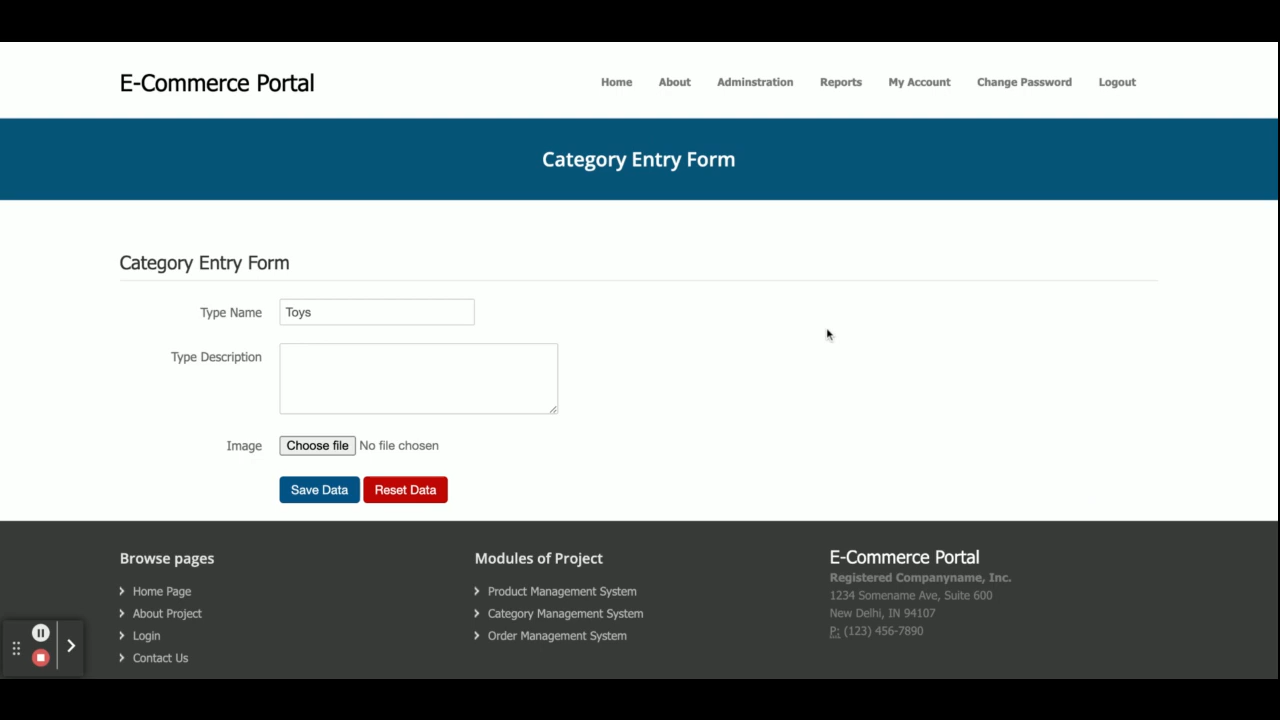 E-Commerce Portal
Home About Adminstration Reports My Account Change Password Logout
Category Entry Form
Category Entry Form
Type Name Toys
Type Description
Image Choose file No file chosen
Save Data Reset Data
Browse pages
Home Page
About Project
Login
Contact Us
Modules of Project
Product Management System
Category Management System
Order Management System
E-Commerce Portal
Registered Companyname, Inc.
1234 Somename Ave, Suite 600
New Delhi, IN 94107
P: (123) 456-7890